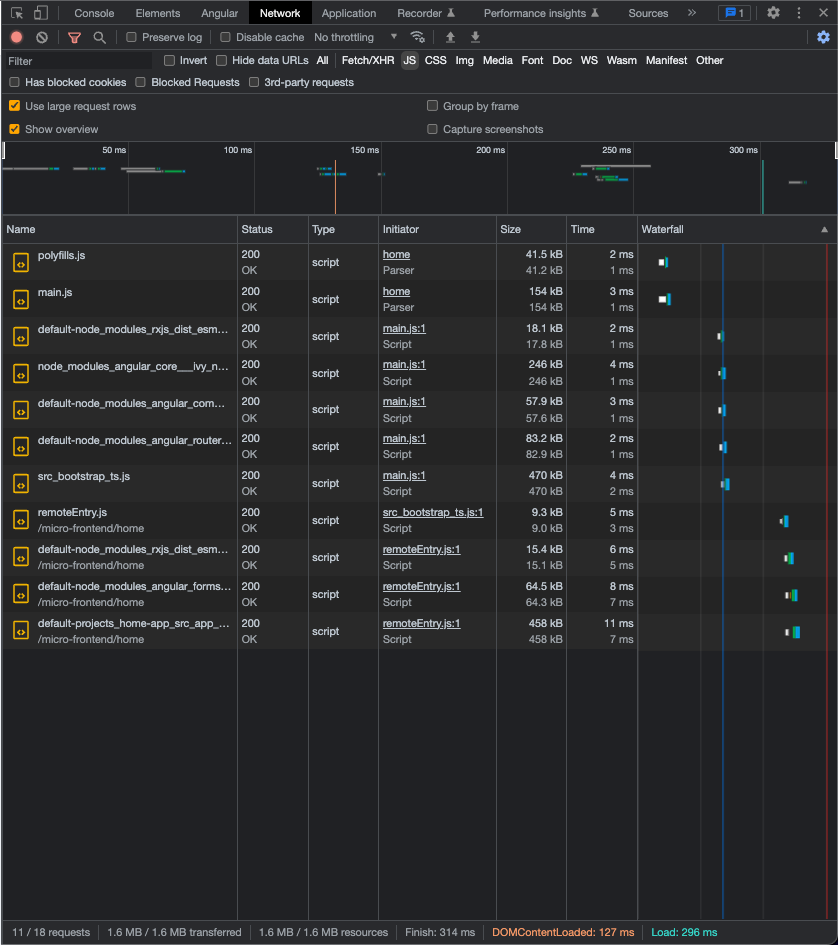 Console Elements Angular Network Application Recorder Performance insights Sources » 1
Preserve log Disable cache No throttling
Filter Invert Hide data URLs All Fetch/XHR JS CSS Img Media Font Doc WS Wasm Manifest Other
Has blocked cookies Blocked Requests 3rd-party requests
Use large request rows Group by frame
Show overview Capture screenshots
50 ms 100 ms 150 ms 200 ms 250 ms 300 ms
Name Status Type Initiator Size Time Waterfall
polyfills.js 200 script home 41.5 kB 2 ms
OK Parser 41.2 kB 1 ms
main.js 200 script home 154 kB 3 ms
OK Parser 154 kB 1 ms
default-node_modules_rxjs_dist_esm... 200 script main.js:1 18.1 kB 2 ms
OK Script 17.8 kB 1 ms
node_modules_angular_core___ivy_n... 200 script main.js:1 246 kB 4 ms
OK Script 246 kB 1 ms
default-node_modules_angular_com... 200 script main.js:1 57.9 kB 3 ms
OK Script 57.6 kB 1 ms
default-node_modules_angular_router... 200 script main.js:1 83.2 kB 2 ms
OK Script 82.9 kB 1 ms
src_bootstrap_ts.js 200 script main.js:1 470 kB 4 ms
OK Script 470 kB 2 ms
remoteEntry.js 200 script src_bootstrap_ts.js:1 9.3 kB 5 ms
/micro-frontend/home OK Script 9.0 kB 3 ms
default-node_modules_rxjs_dist_esm... 200 script remoteEntry.js:1 15.4 kB 6 ms
/micro-frontend/home OK Script 15.1 kB 5 ms
default-node_modules_angular_forms... 200 script remoteEntry.js:1 64.5 kB 8 ms
/micro-frontend/home OK Script 64.3 kB 7 ms
default-projects_home-app_src_app_... 200 script remoteEntry.js:1 458 kB 11 ms
/micro-frontend/home OK Script 458 kB 7 ms
11 / 18 requests 1.6 MB / 1.6 MB transferred 1.6 MB / 1.6 MB resources Finish: 314 ms DOMContentLoaded: 127 ms Load: 296 ms